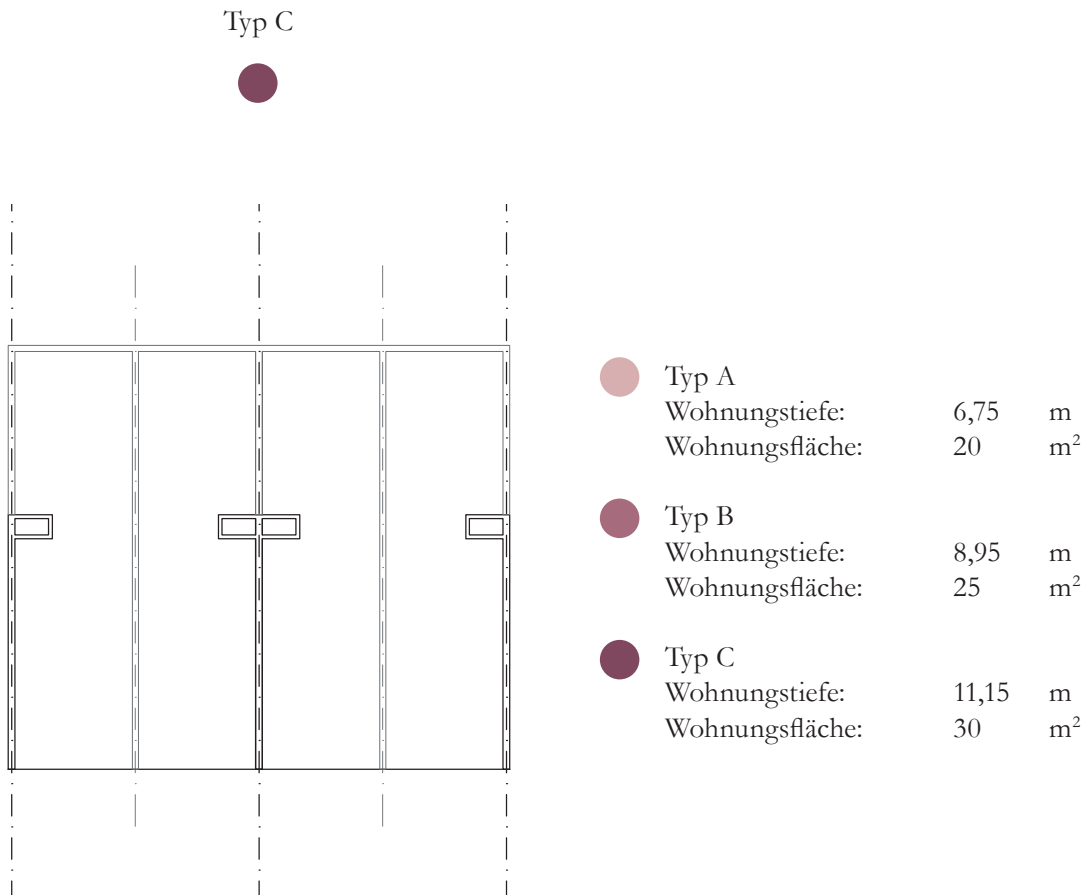 Typ C
Typ A
Wohnungstiefe: 6,75 m
Wohnungsfläche: 20 m²
Typ B
Wohnungstiefe: 8,95 m
Wohnungsfläche: 25 m²
Typ C
Wohnungstiefe: 11,15 m
Wohnungsfläche: 30 m²